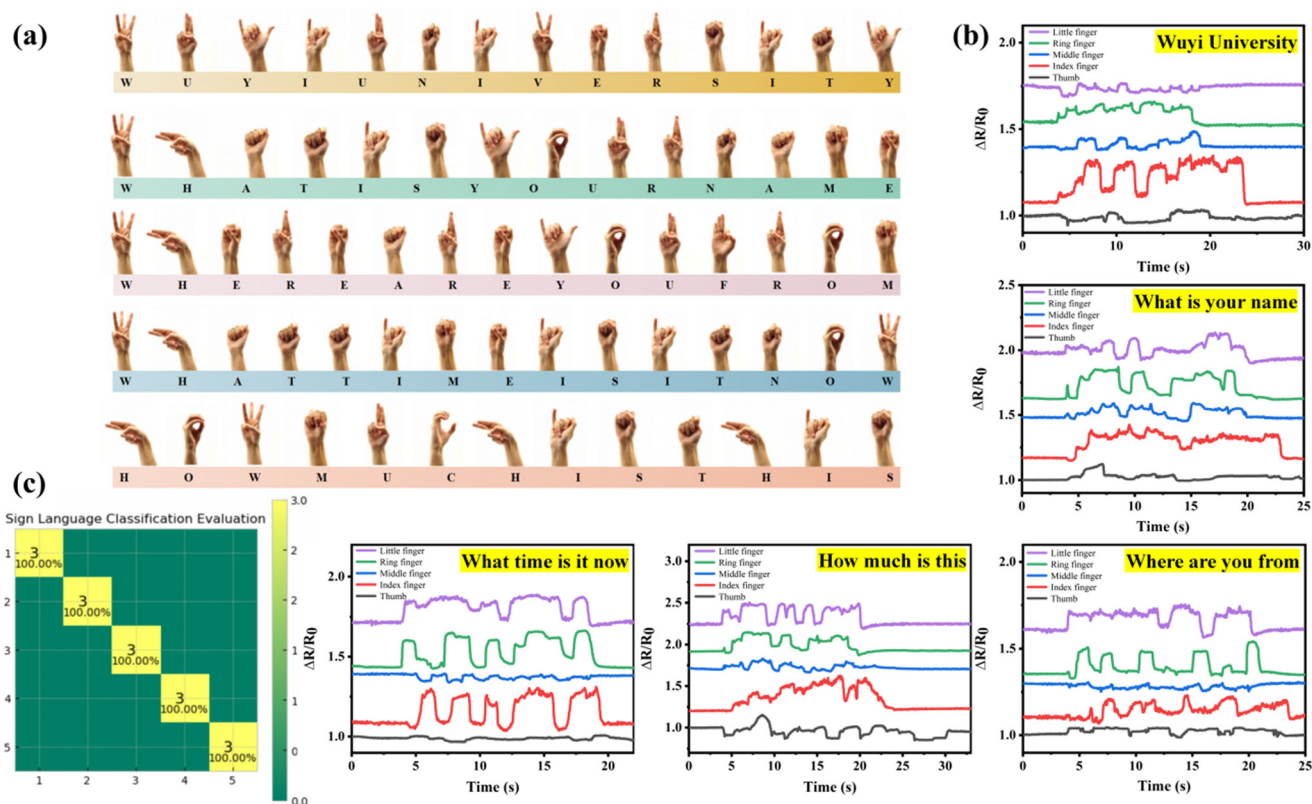 (a)
W U Y I U N I V E R S I T Y
W H A T I S Y O U R N A M E
W H E R E A R E Y O U F R O M
W H A T T I M E I S I T N O W
H O W M U C H I S T H I S
(b)
Wuyi University
Little finger
Ring finger
Middle finger
Index finger
Thumb
2.0
1.5
1.0
ΔR/R0
0 10 20 30
Time (s)
What is your name
Little finger
Ring finger
Middle finger
Index finger
Thumb
2.5
2.0
1.5
1.0
ΔR/R0
0 5 10 15 20 25
Time (s)
(c)
Sign Language Classification Evaluation
3.0
2
2
1
1
0
0.0
1
2
3
4
5
3
100.00%
3
100.00%
3
100.00%
3
100.00%
3
100.00%
1 2 3 4 5
What time is it now
Little finger
Ring finger
Middle finger
Index finger
Thumb
2.0
1.5
1.0
ΔR/R0
0 5 10 15 20
Time (s)
How much is this
Little finger
Ring finger
Middle finger
Index finger
Thumb
3.0
2.5
2.0
1.5
1.0
ΔR/R0
0 10 20 30
Time (s)
Where are you from
Little finger
Ring finger
Middle finger
Index finger
Thumb
2.0
1.5
1.0
ΔR/R0
0 5 10 15 20 25
Time (s)